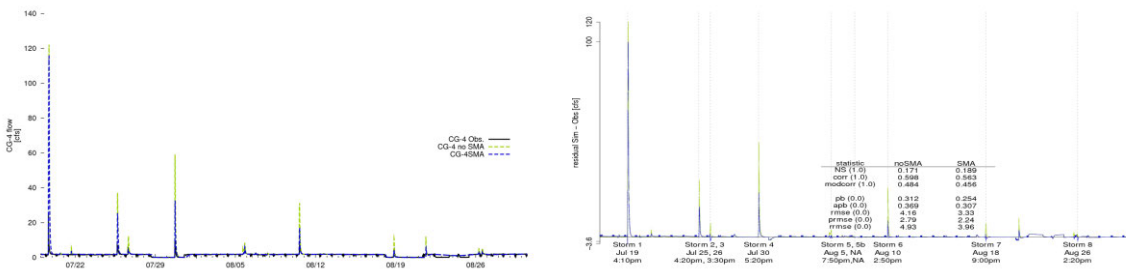 140
120
100
80
60
40
20
0
CG-4 flow
[cfs]
CG-4 Obs.
CG-4 no SMA
CG-4SMA
07/22 07/29 08/05 08/12 08/19 08/26
120
100
-3.6
residual Sim - Obs [cfs]
statistic noSMA SMA
NS (1.0) 0.171 0.189
corr (1.0) 0.598 0.563
modcorr (1.0) 0.484 0.456
pb (0.0) 0.312 0.254
apb (0.0) 0.369 0.307
rmse (0.0) 4.16 3.33
prmse (0.0) 2.79 2.24
rrmse (0.0) 4.93 3.96
Storm 1 Storm 2, 3 Storm 4 Storm 5, 5b Storm 6 Storm 7 Storm 8
Jul 19 Jul 25, 26 Jul 30 Aug 5, NA Aug 10 Aug 18 Aug 26
4:10pm 4:20pm, 3:30pm 5:20pm 7:50pm,NA 2:50pm 9:00pm 2:20pm